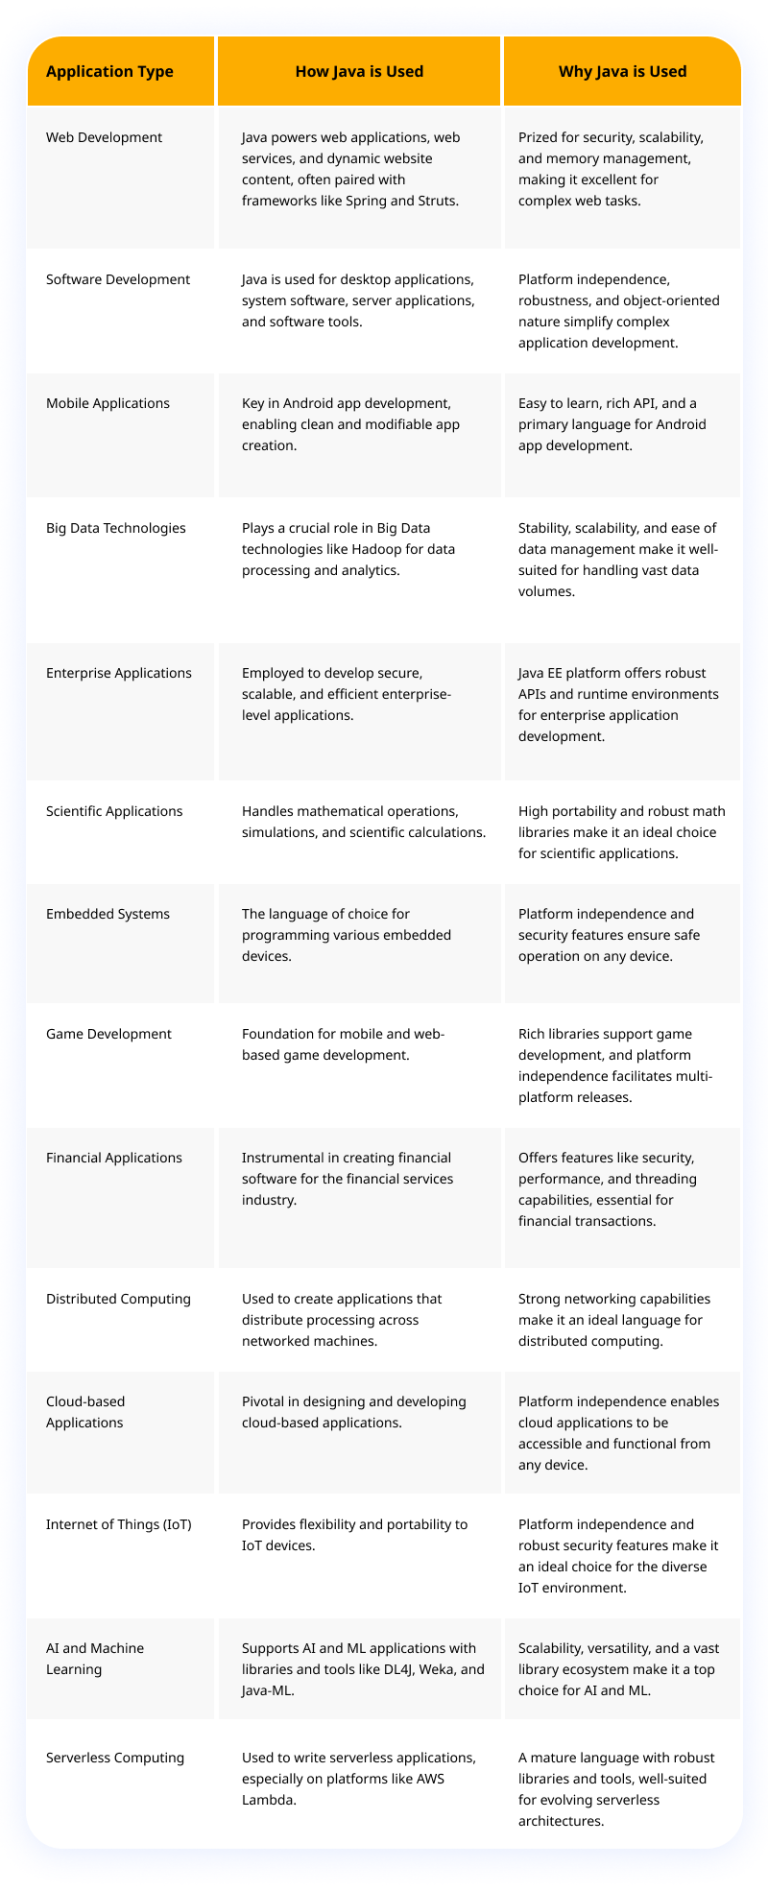 Application Type
How Java is Used
Why Java is Used
Web Development
Java powers web applications, web
services, and dynamic website
content, often paired with
frameworks like Spring and Struts.
Prized for security, scalability,
and memory management,
making it excellent for
complex web tasks.
Software Development
Java is used for desktop applications,
system software, server applications,
and software tools.
Platform independence,
robustness, and object-oriented
nature simplify complex
application development.
Mobile Applications
Key in Android app development,
enabling clean and modifiable app
creation.
Easy to learn, rich API, and a
primary language for Android
app development.
Big Data Technologies
Plays a crucial role in Big Data
technologies like Hadoop for data
processing and analytics.
Stability, scalability, and ease of
data management make it well-
suited for handling vast data
volumes.
Enterprise Applications
Employed to develop secure,
scalable, and efficient enterprise-
level applications.
Java EE platform offers robust
APIs and runtime environments
for enterprise application
development.
Scientific Applications
Handles mathematical operations,
simulations, and scientific calculations.
High portability and robust math
libraries make it an ideal choice
for scientific applications.
Embedded Systems
The language of choice for
programming various embedded
devices.
Platform independence and
security features ensure safe
operation on any device.
Game Development
Foundation for mobile and web-
based game development.
Rich libraries support game
development, and platform
independence facilitates multi-
platform releases.
Financial Applications
Instrumental in creating financial
software for the financial services
industry.
Offers features like security,
performance, and threading
capabilities, essential for
financial transactions.
Distributed Computing
Used to create applications that
distribute processing across
networked machines.
Strong networking capabilities
make it an ideal language for
distributed computing.
Cloud-based
Applications
Pivotal in designing and developing
cloud-based applications.
Platform independence enables
cloud applications to be
accessible and functional from
any device.
Internet of Things (IoT)
Provides flexibility and portability to
IoT devices.
Platform independence and
robust security features make it
an ideal choice for the diverse
IoT environment.
AI and Machine
Learning
Supports AI and ML applications with
libraries and tools like DL4J, Weka, and
Java-ML.
Scalability, versatility, and a vast
library ecosystem make it a top
choice for AI and ML.
Serverless Computing
Used to write serverless applications,
especially on platforms like AWS
Lambda.
A mature language with robust
libraries and tools, well-suited
for evolving serverless
architectures.